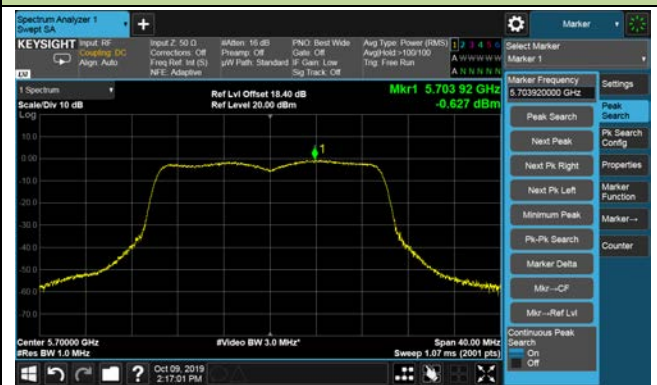 Spectrum Analyzer 1
Swept SA
+
Marker
KEYSIGHT
Input: RF
Coupling: DC
Align: Auto
Input Z: 50 Ω
Corrections: Off
Freq Ref: Int (S)
NFE: Adaptive
#Atten: 16 dB
Preamp: Off
µW Path: Standard
PNO: Best Wide
Gate: Off
IF Gain: Low
Sig Track: Off
Avg Type: Power (RMS)
Avg|Hold:>100/100
Trig: Free Run
1 2 3 4 5 6
A W W W W W
A N N N N N
LXI
Select Marker
Marker 1
1 Spectrum
Scale/Div 10 dB
Log
Ref Lvl Offset 18.40 dB
Ref Level 20.00 dBm
Mkr1 5.703 92 GHz
-0.627 dBm
10.0
0.00
-10.0
-20.0
-30.0
-40.0
-50.0
-60.0
-70.0
1
Center 5.70000 GHz
#Res BW 1.0 MHz
#Video BW 3.0 MHz*
Span 40.00 MHz
Sweep 1.07 ms (2001 pts)
Marker Frequency
5.703920000 GHz
Peak Search
Next Peak
Next Pk Right
Next Pk Left
Minimum Peak
Pk-Pk Search
Marker Delta
Mkr→CF
Mkr→Ref Lvl
Continuous Peak
Search
On
Off
Settings
Peak
Search
Pk Search
Config
Properties
Marker
Function
Marker→
Counter
?
Oct 09, 2019
2:17:01 PM